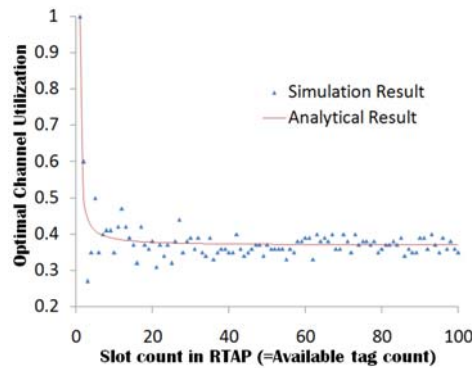 Optimal Channel Utilization
1
0.9
0.8
0.7
0.6
0.5
0.4
0.3
0.2
Simulation Result
Analytical Result
0 20 40 60 80 100
Slot count in RTAP (=Available tag count)